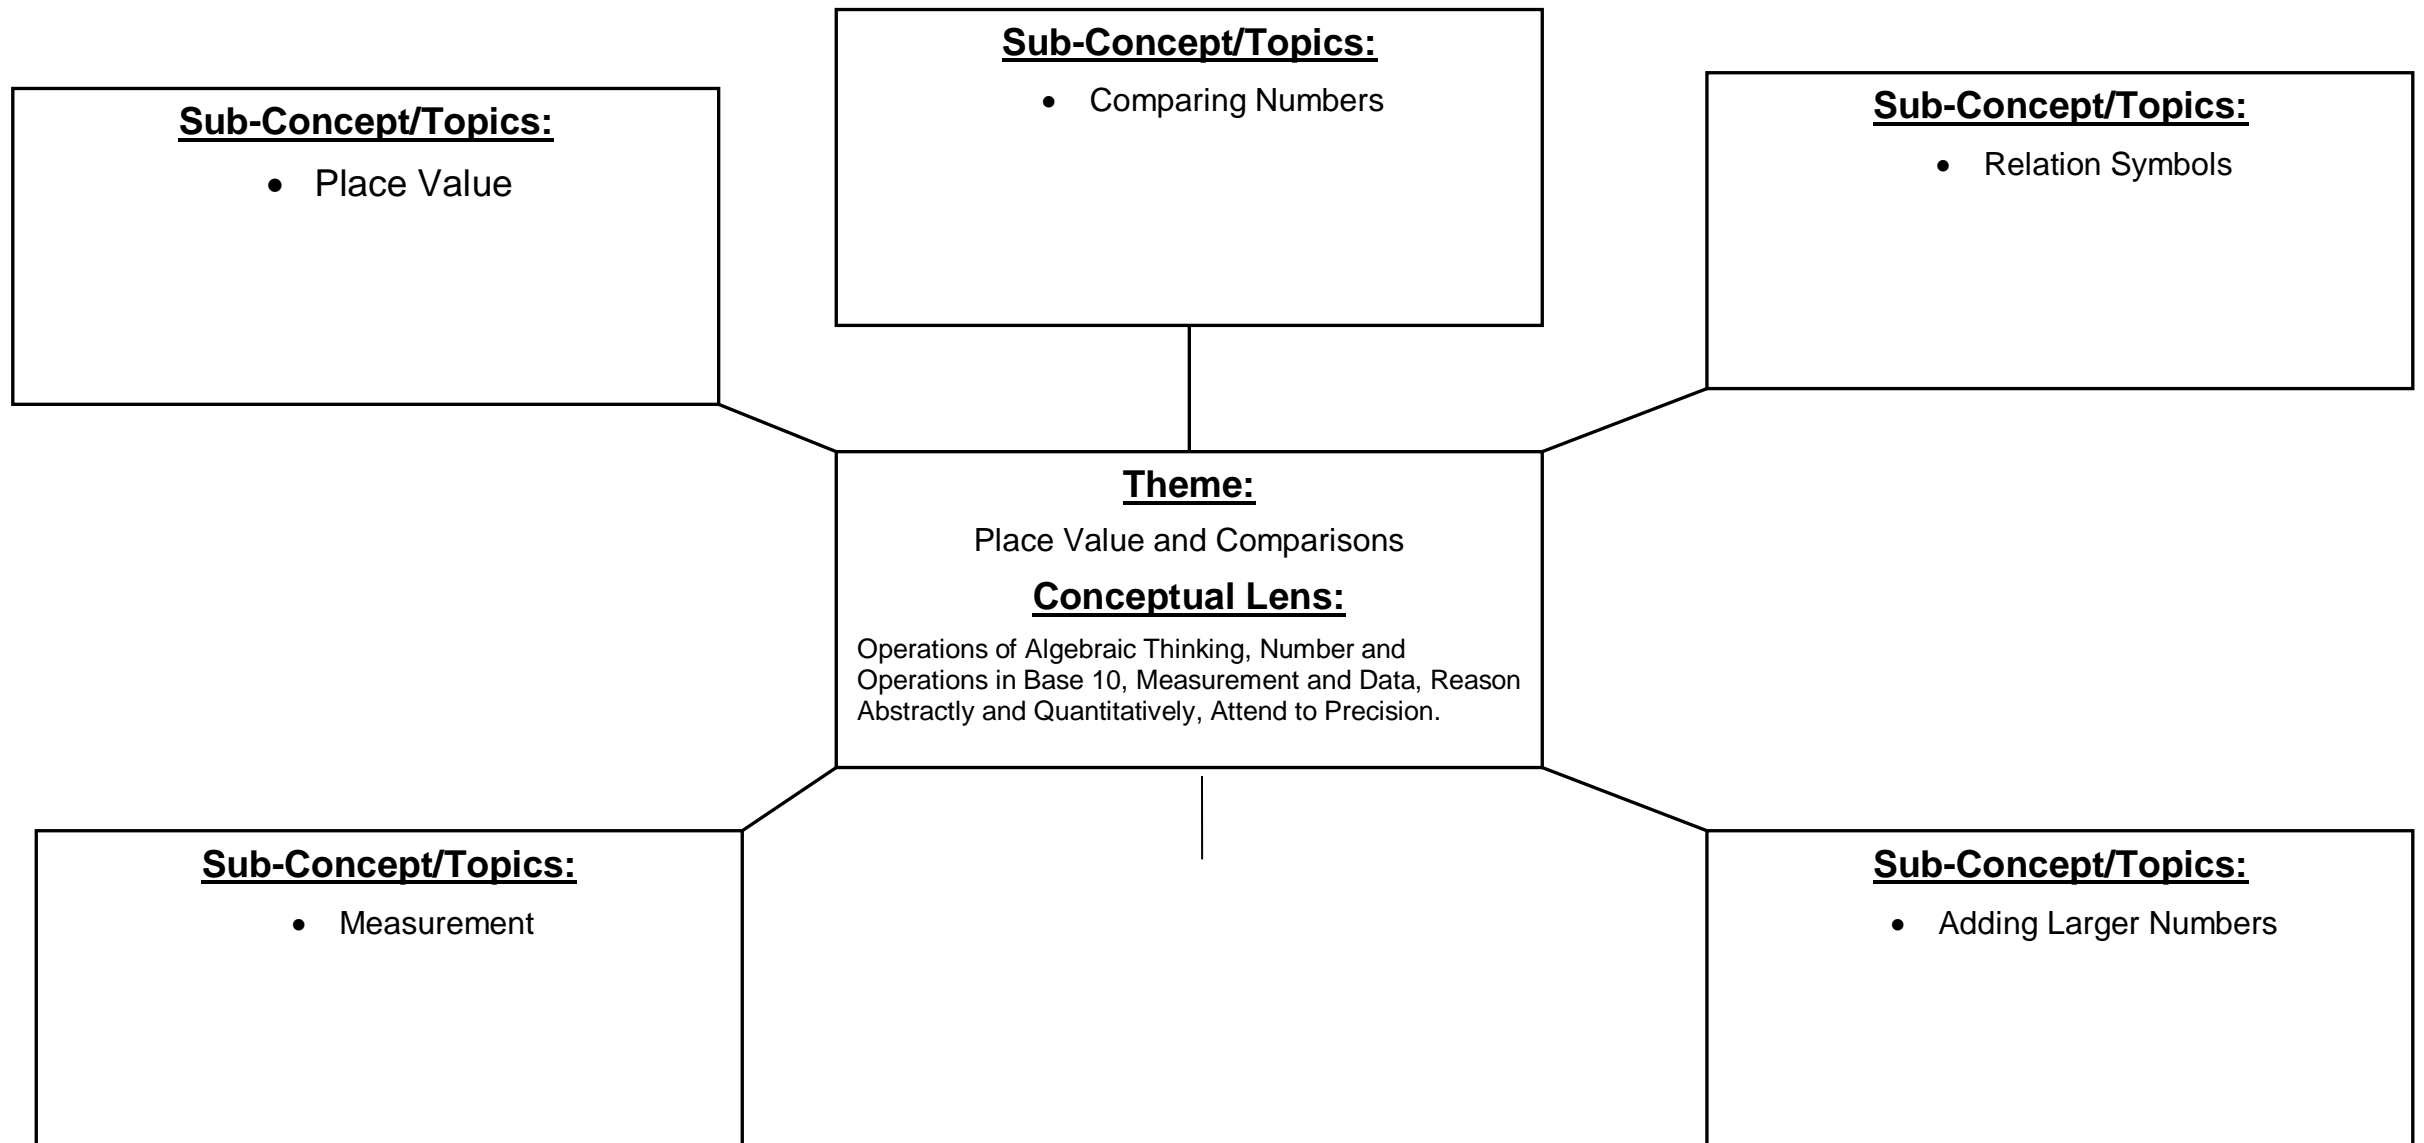 Sub-Concept/Topics:
• Place Value
Sub-Concept/Topics:
• Comparing Numbers
Sub-Concept/Topics:
• Relation Symbols
Theme:
Place Value and Comparisons
Conceptual Lens:
Operations of Algebraic Thinking, Number and
Operations in Base 10, Measurement and Data, Reason
Abstractly and Quantitatively, Attend to Precision.
Sub-Concept/Topics:
• Measurement
Sub-Concept/Topics:
• Adding Larger Numbers